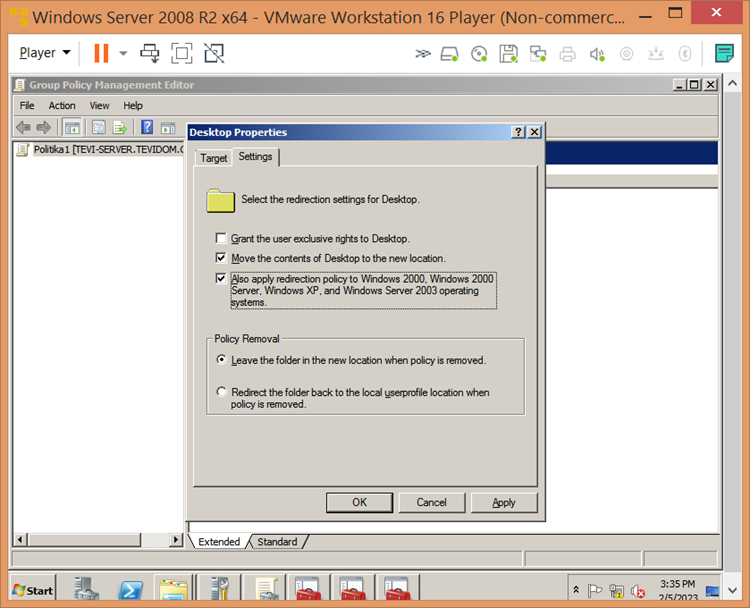 Windows Server 2008 R2 x64 - VMware Workstation 16 Player (Non-commerc...
Player
Group Policy Management Editor
File Action View Help
Politika1 [TEVI-SERVER.TEVIDOM.
Desktop Properties
Target Settings
Select the redirection settings for Desktop.
Grant the user exclusive rights to Desktop.
Move the contents of Desktop to the new location.
Also apply redirection policy to Windows 2000, Windows 2000
Server, Windows XP, and Windows Server 2003 operating
systems.
Policy Removal
Leave the folder in the new location when policy is removed.
Redirect the folder back to the local userprofile location when
policy is removed.
OK Cancel Apply
Extended Standard
Start
3:35 PM
2/5/2023